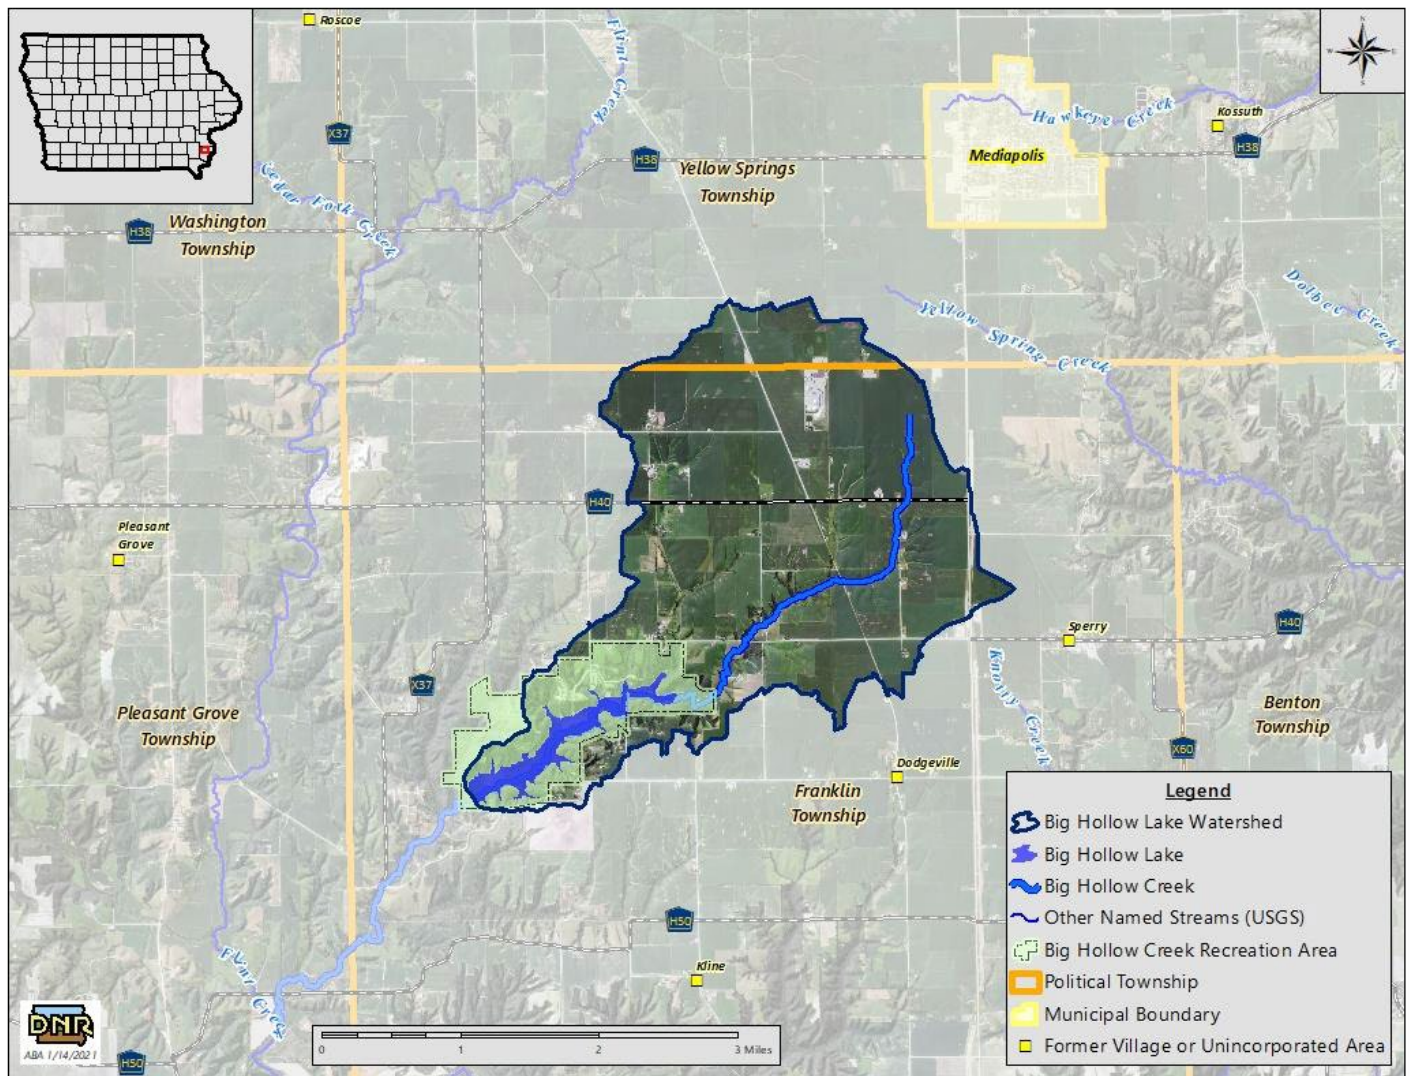 Roscoe
Flint Creek
N
W
E
S
X37
Hawkeye Creek
Kossuth
H38
Mediapolis
H38
Yellow Springs
Township
Cedar Fork Creek
Washington
Township
H38
Dolbee Creek
Yellow Spring Creek
H40
Pleasant
Grove
Sperry
H40
Knotty Creek
X37
Pleasant Grove
Township
Benton
Township
X60
Dodgeville
Franklin
Township
H50
Kline
Flint Creek
H50
DNR
ABA 1/14/2021
0
1
2
3 Miles
Legend
Big Hollow Lake Watershed
Big Hollow Lake
Big Hollow Creek
Other Named Streams (USGS)
Big Hollow Creek Recreation Area
Political Township
Municipal Boundary
Former Village or Unincorporated Area